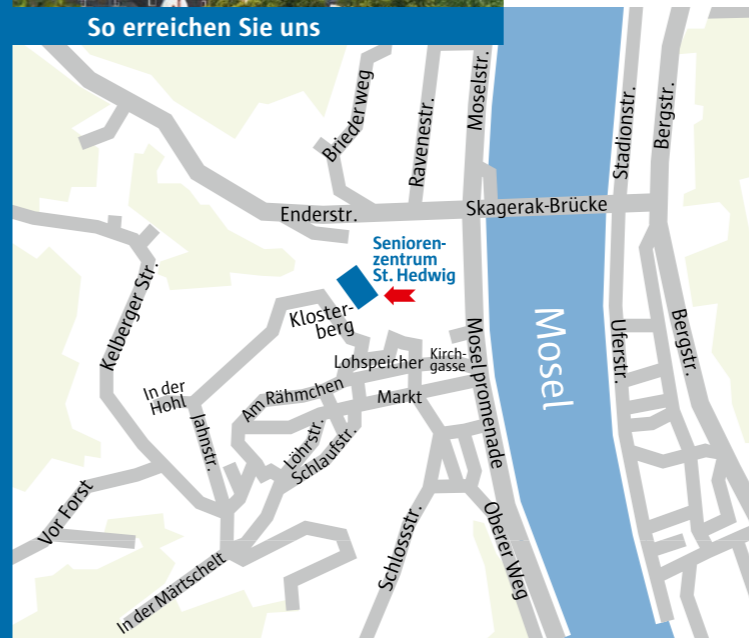 So erreichen Sie uns
Briederweg
Ravenestr.
Moselstr.
Stadionstr.
Bergstr.
Enderstr.
Skagerak-Brücke
Senioren-
zentrum
St. Hedwig
Kelberger Str.
Kloster-
berg
Mosel
Uferstr.
Bergstr.
Lohspeicher
Kirch-
gasse
Moselpromenade
In der
Hohl
Am Rähmchen
Markt
Jahnstr.
Löhrstr.
Schlaufstr.
Vor Forst
Schlossstr.
Oberer Weg
In der Märtschelt